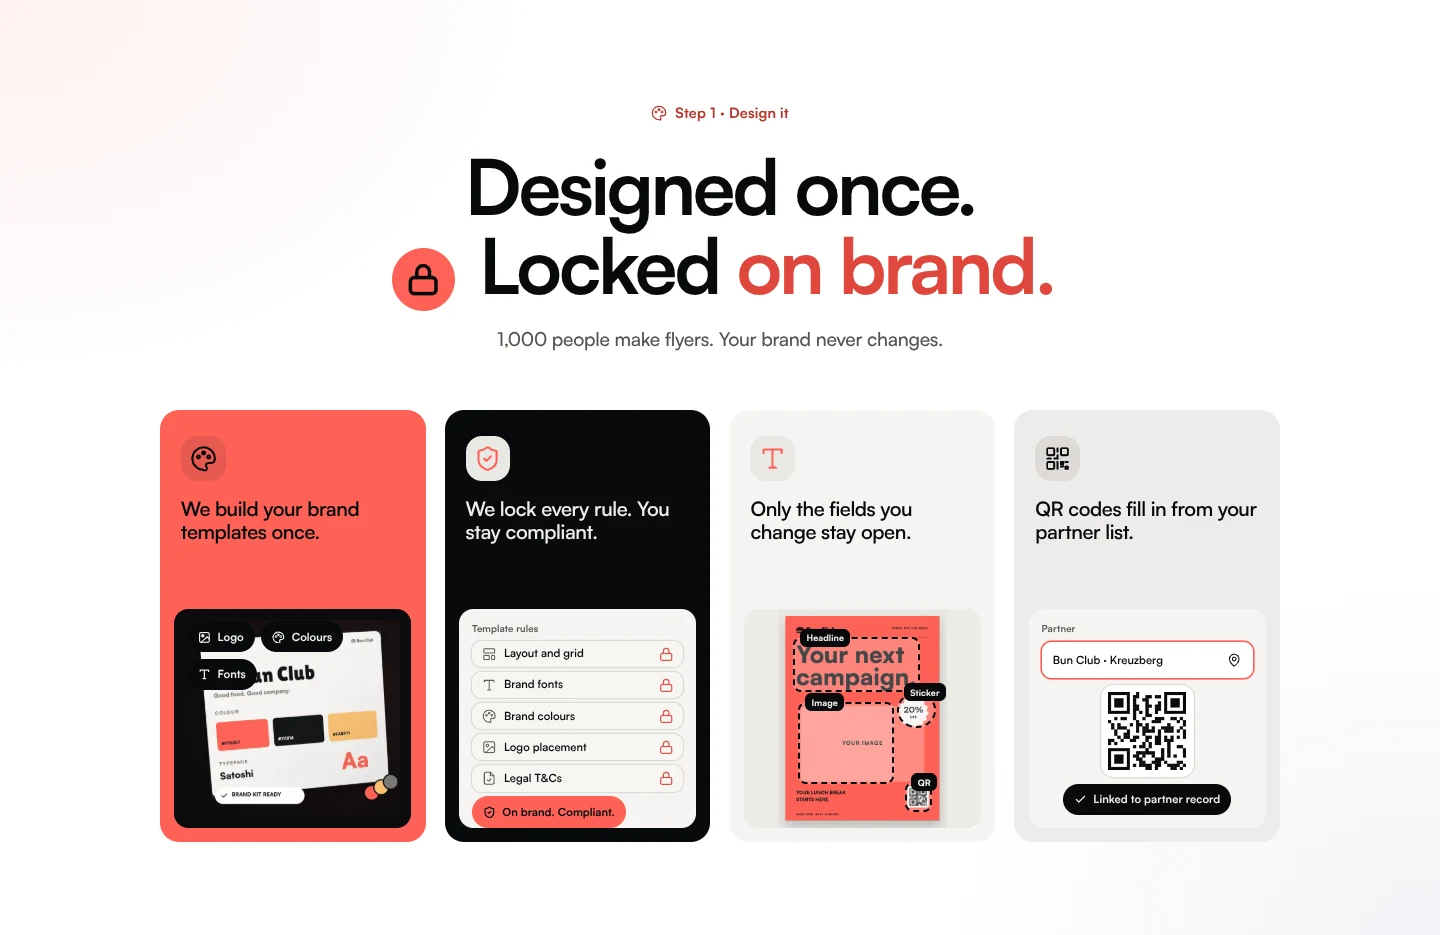 Step 1 · Design it
Designed once.
Locked on brand.
1,000 people make flyers. Your brand never changes.
We build your brand
templates once.
Logo
Colours
Fonts
Bun Club
Good food. Good company.
COLOUR
TYPEFACE
Aa
Satoshi
BRAND KIT READY
We lock every rule. You
stay compliant.
Template rules
Layout and grid
Brand fonts
Brand colours
Logo placement
Legal T&Cs
On brand. Compliant.
Only the fields you
change stay open.
Headline
Your next
campaign
Sticker
Image
20%
OFF
YOUR IMAGE
QR
YOUR LUNCH BREAK
STARTS HERE.
QR codes fill in from your
partner list.
Partner
Bun Club · Kreuzberg
Linked to partner record